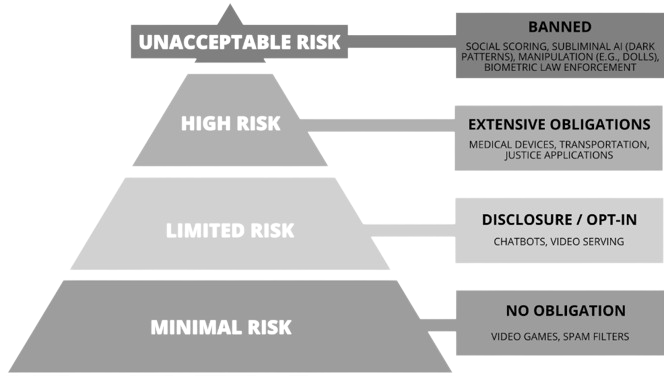 UNACCEPTABLE RISK
BANNED
SOCIAL SCORING, SUBLIMINAL AI (DARK
PATTERNS), MANIPULATION (E.G., DOLLS),
BIOMETRIC LAW ENFORCEMENT
HIGH RISK
EXTENSIVE OBLIGATIONS
MEDICAL DEVICES, TRANSPORTATION,
JUSTICE APPLICATIONS
LIMITED RISK
DISCLOSURE / OPT-IN
CHATBOTS, VIDEO SERVING
MINIMAL RISK
NO OBLIGATION
VIDEO GAMES, SPAM FILTERS